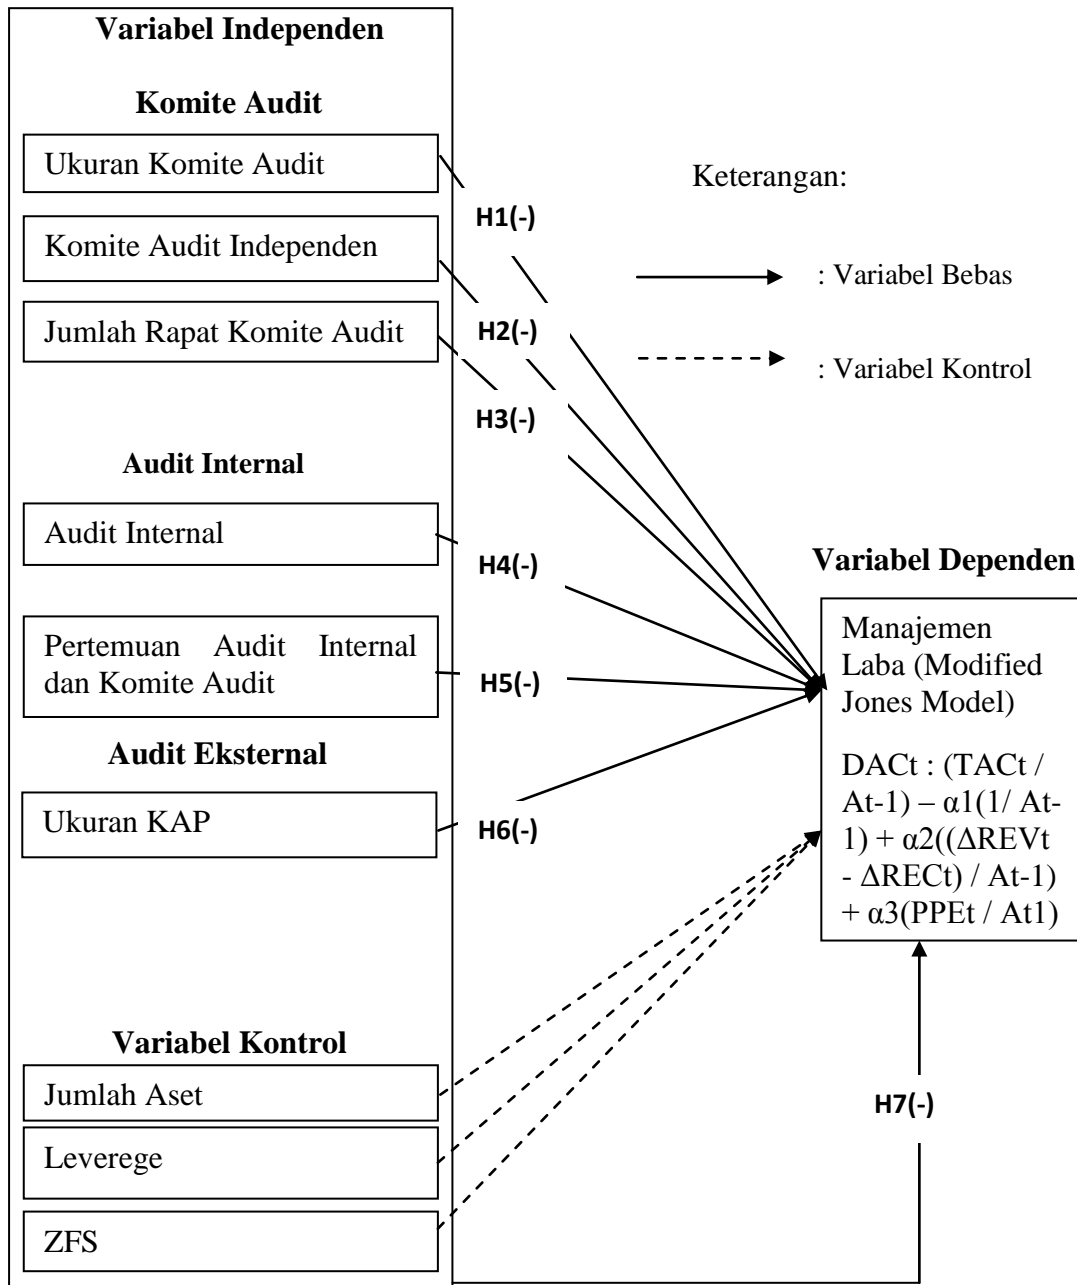 Variabel Independen
Komite Audit
Ukuran Komite Audit
Komite Audit Independen
Jumlah Rapat Komite Audit
Audit Internal
Audit Internal
Pertemuan Audit Internal
dan Komite Audit
Audit Eksternal
Ukuran KAP
Variabel Kontrol
Jumlah Aset
Leverege
ZFS
H1(-)
H2(-)
H3(-)
H4(-)
H5(-)
H6(-)
Keterangan:
: Variabel Bebas
: Variabel Kontrol
Variabel Dependen
Manajemen
Laba (Modified
Jones Model)
DACt : (TACt /
At-1) – α1(1/ At-
1) + α2((ΔREVt
- ΔRECt) / At-1)
+ α3(PPEt / At1)
H7(-)